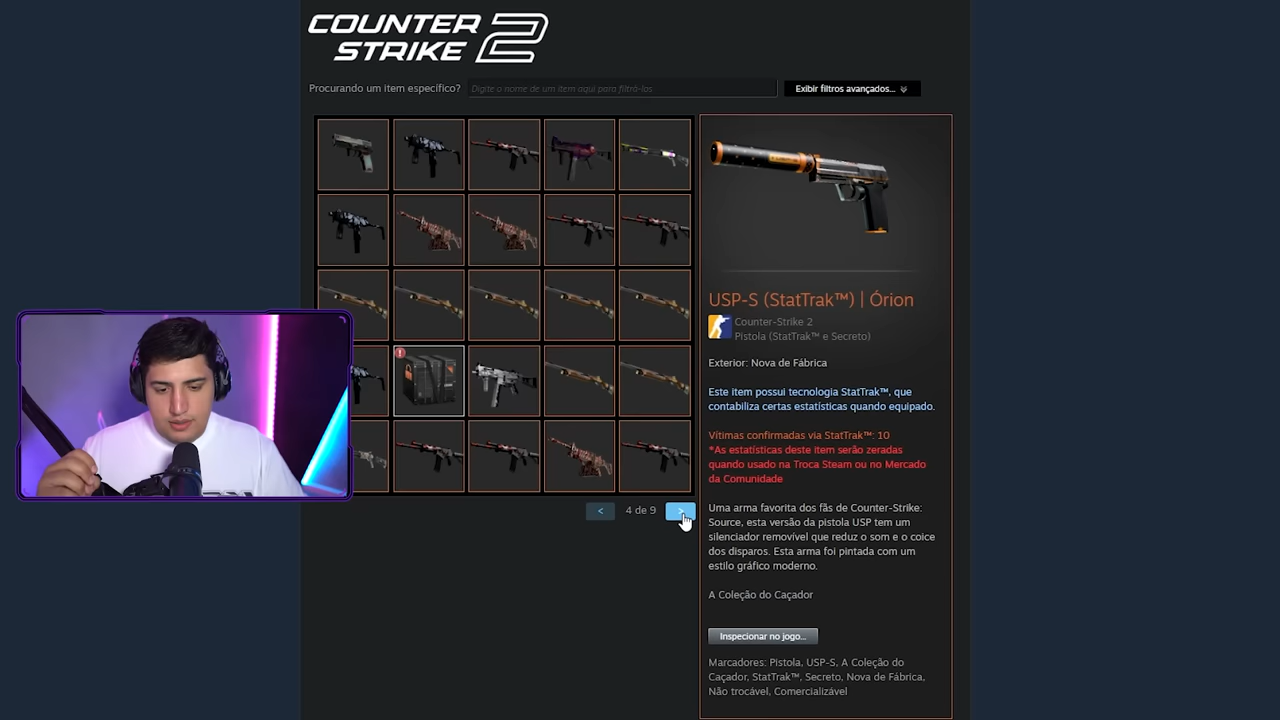 COUNTER
STRIKE 2
Procurando um item específico?
Digite o nome de um item aqui para filtrá-los
Exibir filtros avançados...
USP-S (StatTrak™) | Órion
Counter-Strike 2
Pistola (StatTrak™ e Secreto)
Exterior: Nova de Fábrica
Este item possui tecnologia StatTrak™, que
contabiliza certas estatísticas quando equipado.
Vítimas confirmadas via StatTrak™: 10
*As estatísticas deste item serão zeradas
quando usado na Troca Steam ou no Mercado
da Comunidade
< 4 de 9 >
Uma arma favorita dos fãs de Counter-Strike:
Source, esta versão da pistola USP tem um
silenciador removível que reduz o som e o coice
dos disparos. Esta arma foi pintada com um
estilo gráfico moderno.
A Coleção do Caçador
Inspecionar no jogo...
Marcadores: Pistola, USP-S, A Coleção do
Caçador, StatTrak™, Secreto, Nova de Fábrica,
Não trocável, Comercializável